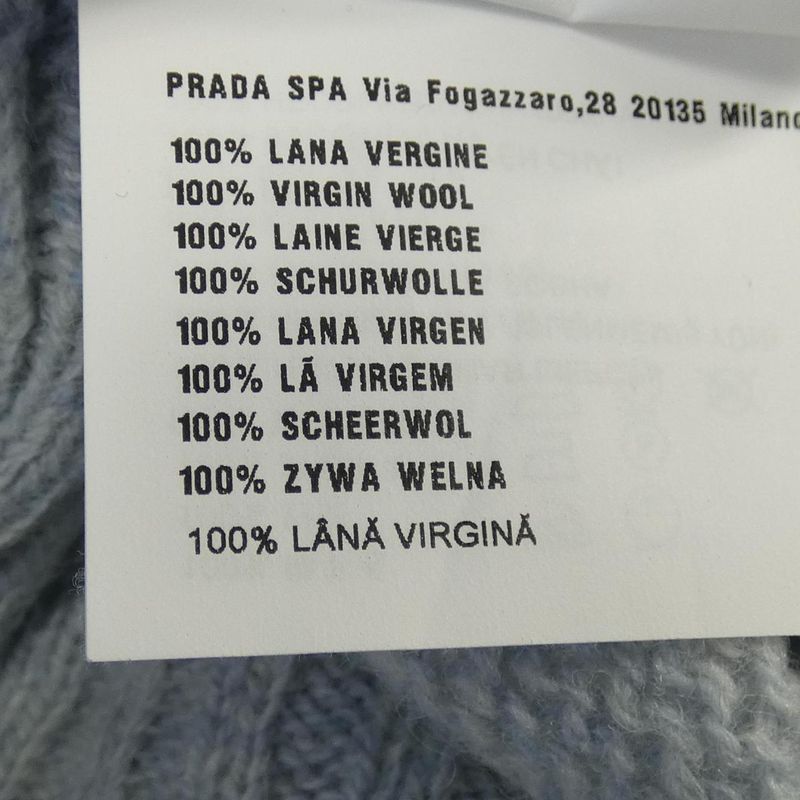 PRADA SPA Via Fogazzaro,28 20135 Milano
100% LANA VERGINE
100% VIRGIN WOOL
100% LAINE VIERGE
100% SCHURWOLLE
100% LANA VIRGEN
100% LÃ VIRGEM
100% SCHEERWOL
100% ZYWA WELNA
100% LÂNĂ VIRGINĂ